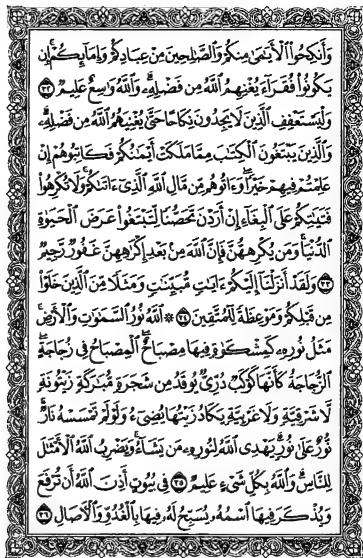 وَأَنكِحُوا۟ ٱلْأَيَـٰمَىٰ مِنكُمْ وَٱلصَّـٰلِحِينَ مِنْ عِبَادِكُمْ وَإِمَآئِكُمْ إِن
يَكُونُوا۟ فُقَرَآءَ يُغْنِهِمُ ٱللَّهُ مِن فَضْلِهِۦ وَٱللَّهُ وَٰسِعٌ عَلِيمٌ ٣٢
وَلْيَسْتَعْفِفِ ٱلَّذِينَ لَا يَجِدُونَ نِكَاحًا حَتَّىٰ يُغْنِيَهُمُ ٱللَّهُ مِن فَضْلِهِۦ
وَٱلَّذِينَ يَبْتَغُونَ ٱلْكِتَـٰبَ مِمَّا مَلَكَتْ أَيْمَـٰنُكُمْ فَكَاتِبُوهُمْ إِنْ
عَلِمْتُمْ فِيهِمْ خَيْرًا وَءَاتُوهُم مِّن مَّالِ ٱللَّهِ ٱلَّذِىٓ ءَاتَىٰكُمْ وَلَا تُكْرِهُوا۟
فَتَيَـٰتِكُمْ عَلَى ٱلْبِغَآءِ إِنْ أَرَدْنَ تَحَصُّنًا لِّتَبْتَغُوا۟ عَرَضَ ٱلْحَيَوٰةِ
ٱلدُّنْيَا وَمَن يُكْرِههُّنَّ فَإِنَّ ٱللَّهَ مِنۢ بَعْدِ إِكْرَٰهِهِنَّ غَفُورٌ رَّحِيمٌ
٣٣ وَلَقَدْ أَنزَلْنَآ إِلَيْكُمْ ءَايَـٰتٍ مُّبَيِّنَـٰتٍ وَمَثَلًا مِّنَ ٱلَّذِينَ خَلَوْا۟
مِن قَبْلِكُمْ وَمَوْعِظَةً لِّلْمُتَّقِينَ ٣٤ ۞ ٱللَّهُ نُورُ ٱلسَّمَـٰوَٰتِ وَٱلْأَرْضِ
مَثَلُ نُورِهِۦ كَمِشْكَوٰةٍ فِيهَا مِصْبَاحٌ ٱلْمِصْبَاحُ فِى زُجَاجَةٍ
ٱلزُّجَاجَةُ كَأَنَّهَا كَوْكَبٌ دُرِّىٌّ يُوقَدُ مِن شَجَرَةٍ مُّبَـٰرَكَةٍ زَيْتُونَةٍ
لَّا شَرْقِيَّةٍ وَلَا غَرْبِيَّةٍ يَكَادُ زَيْتُهَا يُضِىٓءُ وَلَوْ لَمْ تَمْسَسْهُ نَارٌ
نُّورٌ عَلَىٰ نُورٍ يَهْدِى ٱللَّهُ لِنُورِهِۦ مَن يَشَآءُ وَيَضْرِبُ ٱللَّهُ ٱلْأَمْثَـٰلَ
لِلنَّاسِ وَٱللَّهُ بِكُلِّ شَىْءٍ عَلِيمٌ ٣٥ فِى بُيُوتٍ أَذِنَ ٱللَّهُ أَن تُرْفَعَ
وَيُذْكَرَ فِيهَا ٱسْمُهُۥ يُسَبِّحُ لَهُۥ فِيهَا بِٱلْغُدُوِّ وَٱلْـَٔاصَالِ ٣٦